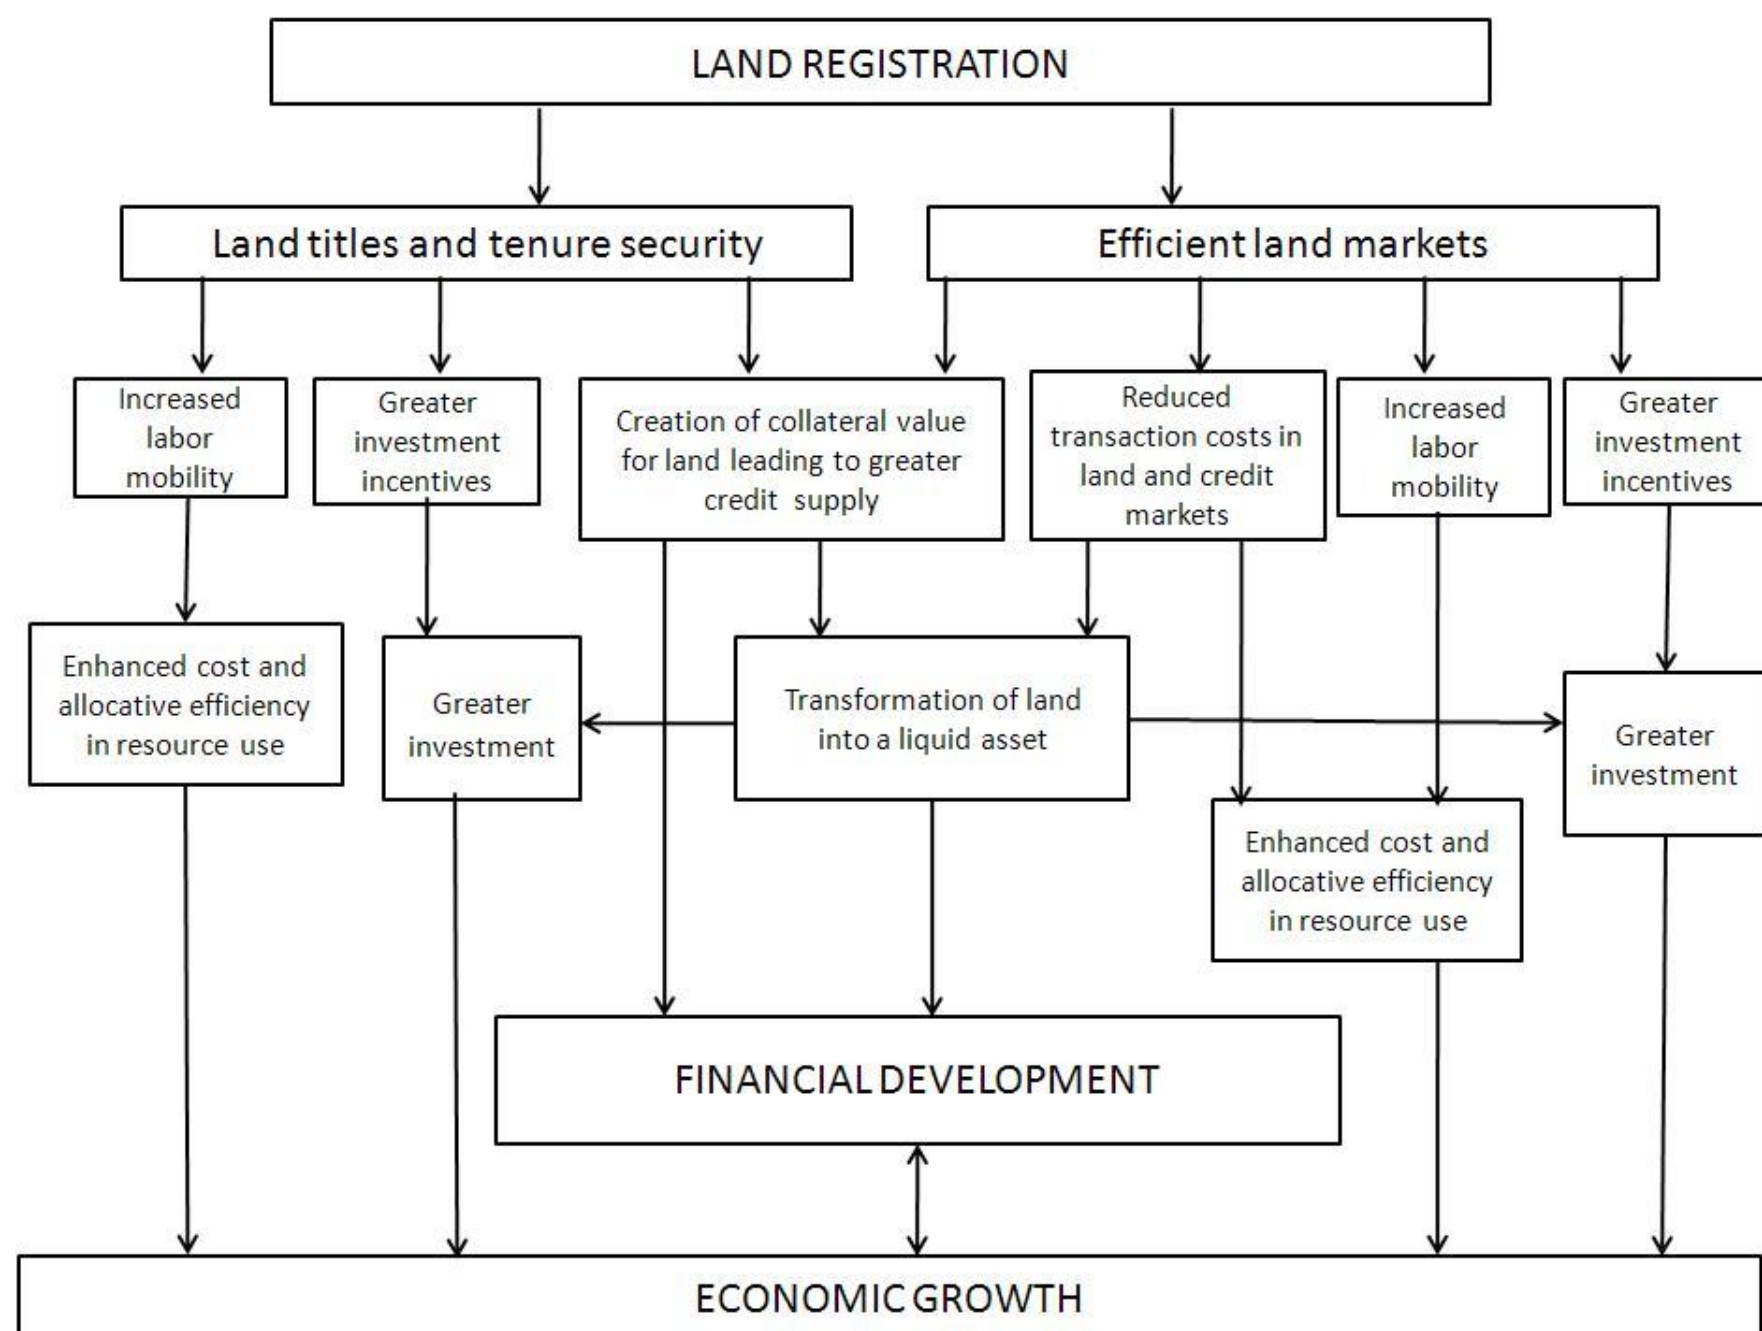 LAND REGISTRATION
Land titles and tenure security
Efficient land markets
Increased
labor
mobility
Greater
investment
incentives
Creation of collateral value
for land leading to greater
credit supply
Reduced
transaction costs in
land and credit
markets
Increased
labor
mobility
Greater
investment
incentives
Enhanced cost and
allocative efficiency
in resource use
Greater
investment
Transformation of land
into a liquid asset
Greater
investment
Enhanced cost and
allocative efficiency
in resource use
FINANCIAL DEVELOPMENT
ECONOMIC GROWTH